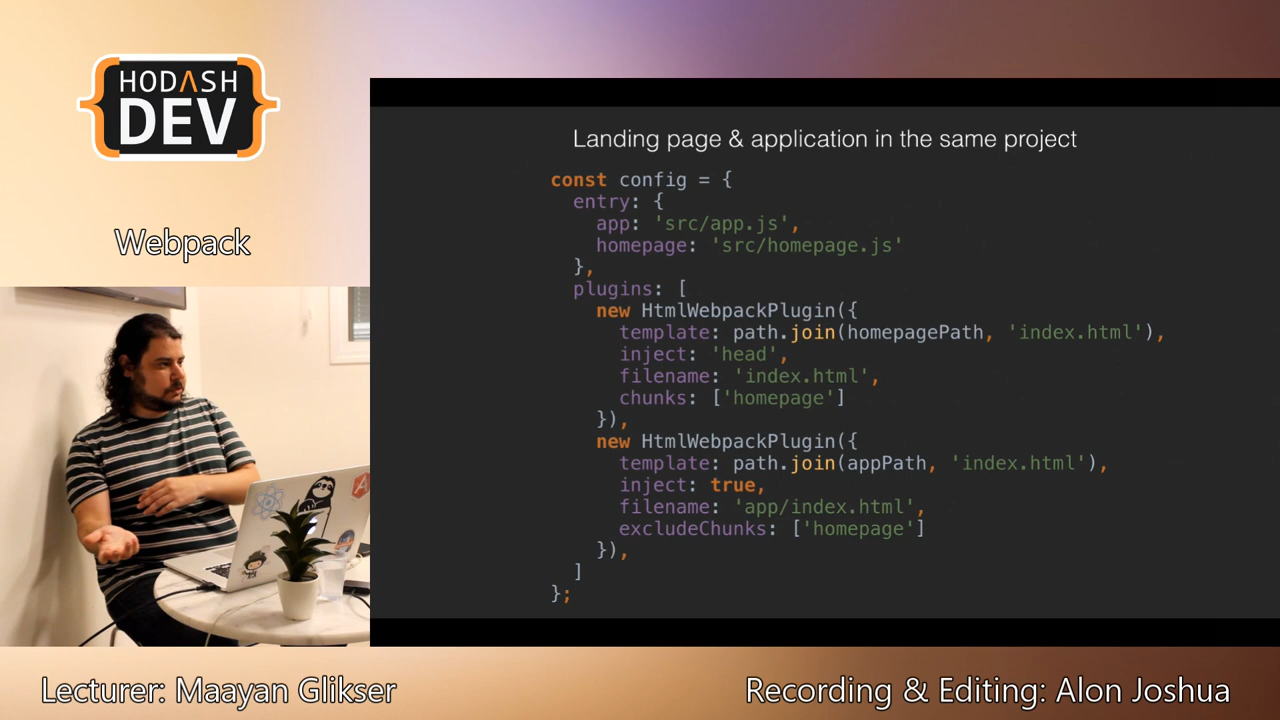 HODASH
DEV
Webpack
Landing page & application in the same project
const config = {
  entry: {
    app: 'src/app.js',
    homepage: 'src/homepage.js'
  },
  plugins: [
    new HtmlWebpackPlugin({
      template: path.join(homepagePath, 'index.html'),
      inject: 'head',
      filename: 'index.html',
      chunks: ['homepage']
    }),
    new HtmlWebpackPlugin({
      template: path.join(appPath, 'index.html'),
      inject: true,
      filename: 'app/index.html',
      excludeChunks: ['homepage']
    }),
  ]
};
Lecturer: Maayan Glikser
Recording & Editing: Alon Joshua